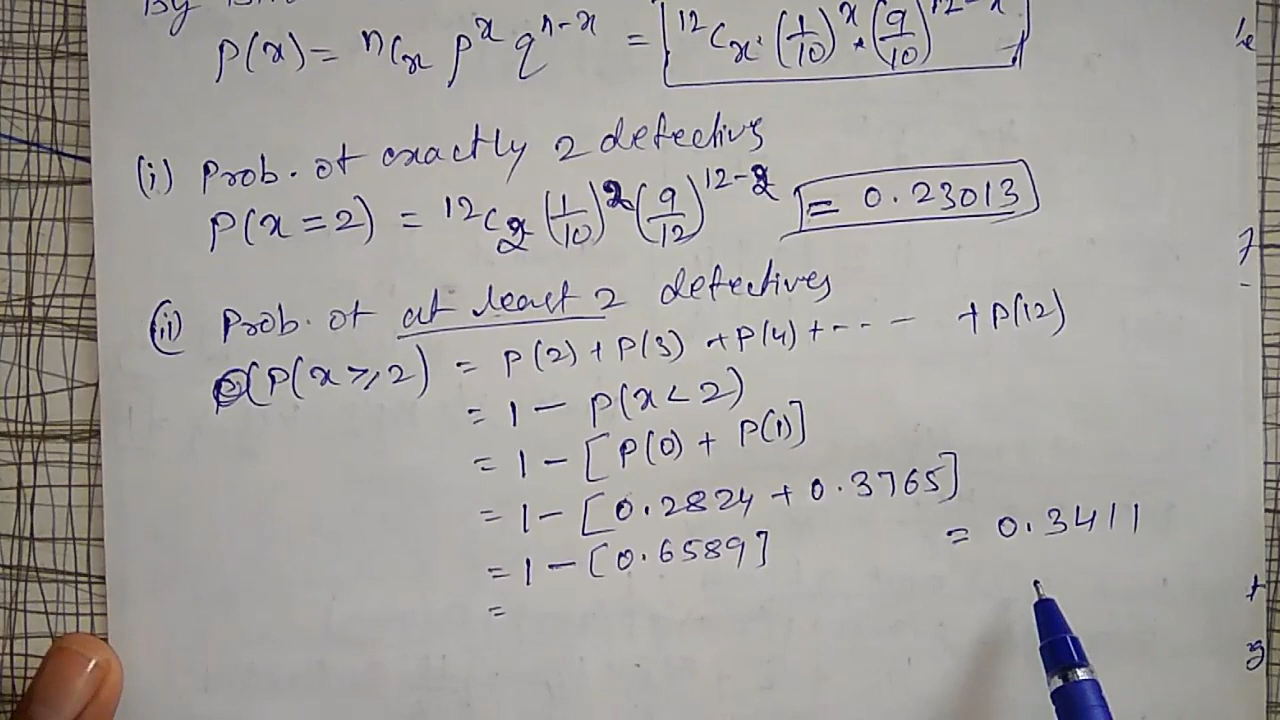 By
P(x) = ⁿCₓ pˣ qⁿ⁻ˣ = [¹²Cₓ · (1/10)ˣ * (9/10)¹²⁻ˣ]
(i) Prob. of exactly 2 defectives
P(x = 2) = ¹²C₂ (1/10)² (9/12)¹²⁻² = 0.23013
(ii) Prob. of at least 2 defectives
(P(x ≥ 2) = P(2) + P(3) + P(4) + - - - + P(12)
= 1 - P(x < 2)
= 1 - [P(0) + P(1)]
= 1 - [0.2824 + 0.3765]
= 1 - [0.6589] = 0.3411
=